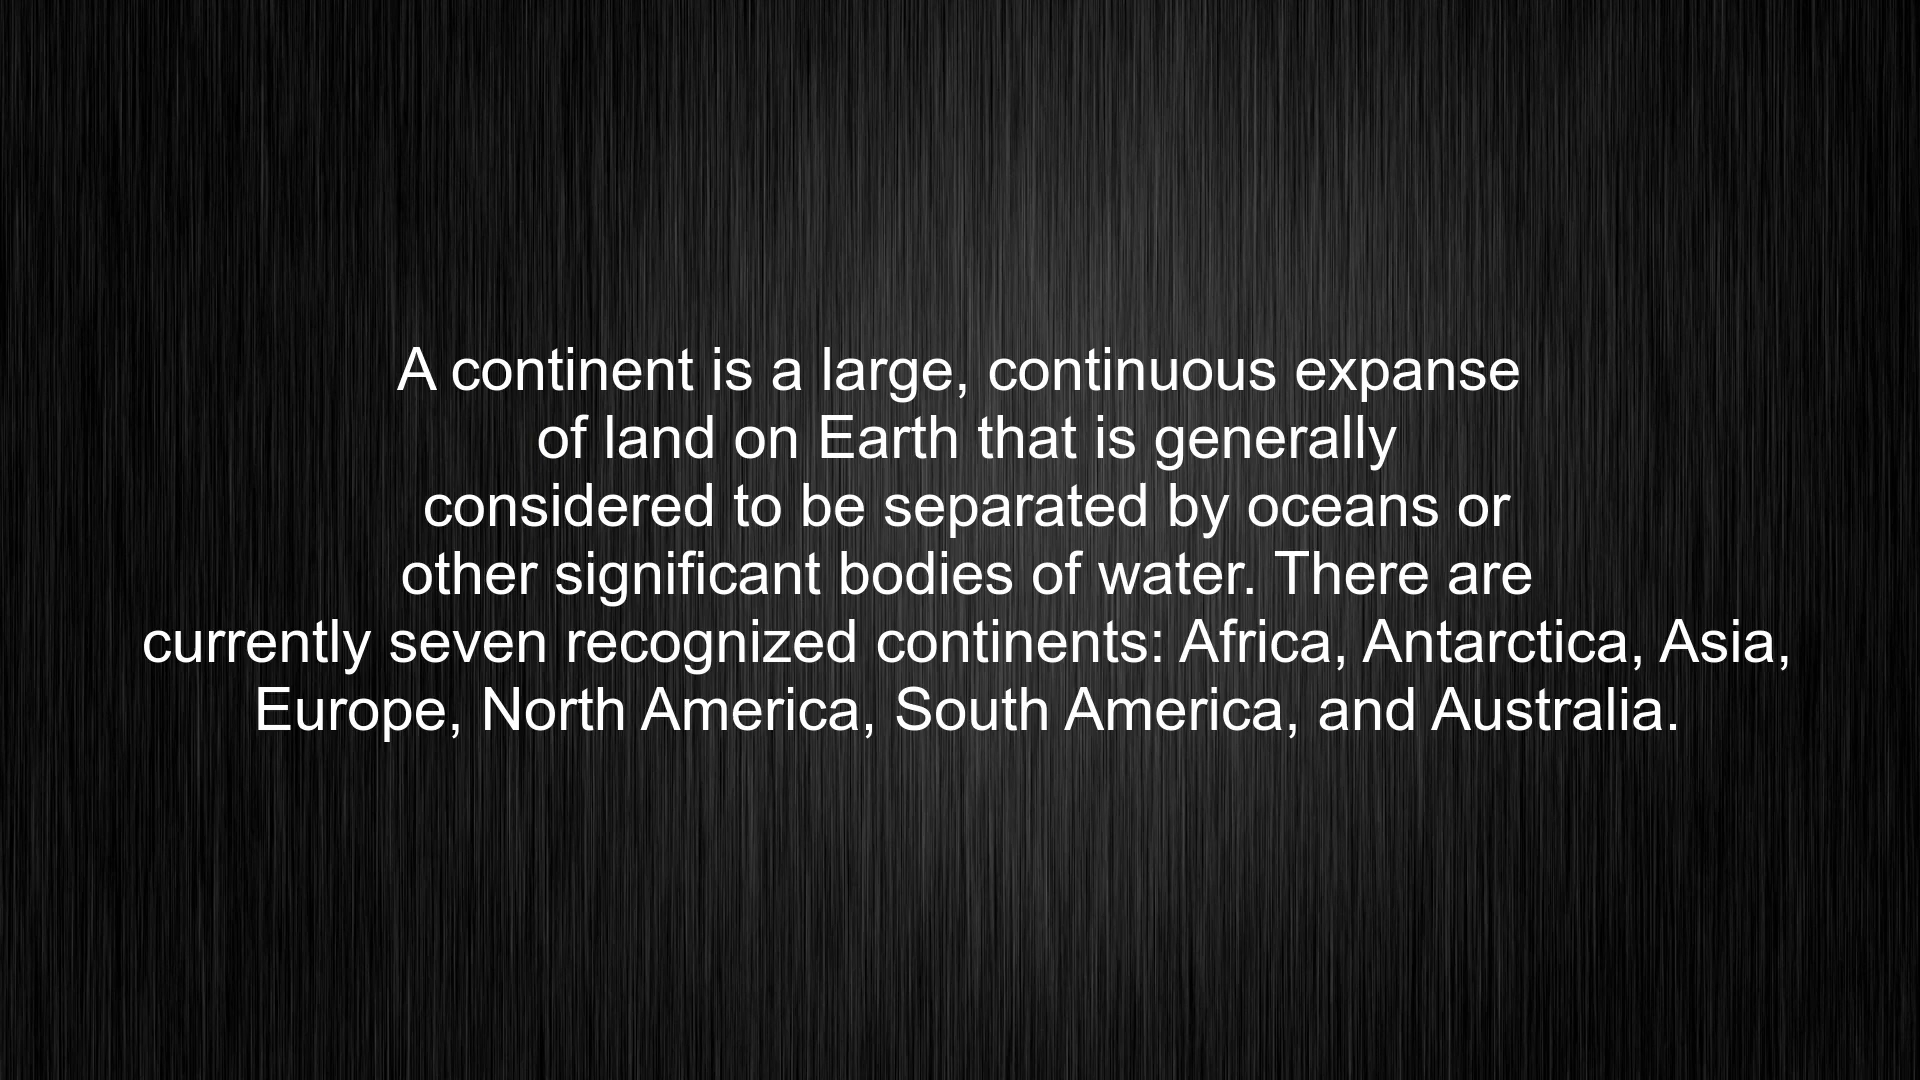 A continent is a large, continuous expanse
of land on Earth that is generally
considered to be separated by oceans or
other significant bodies of water. There are
currently seven recognized continents: Africa, Antarctica, Asia,
Europe, North America, South America, and Australia.